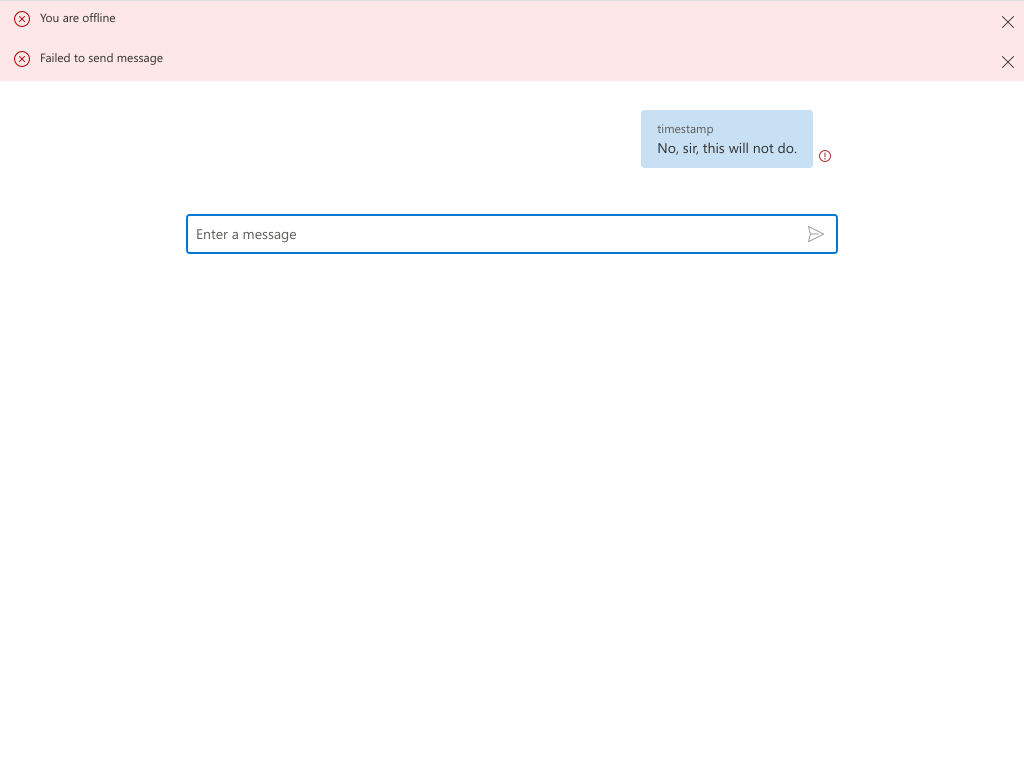 You are offline
Failed to send message
timestamp
No, sir, this will not do.
Enter a message